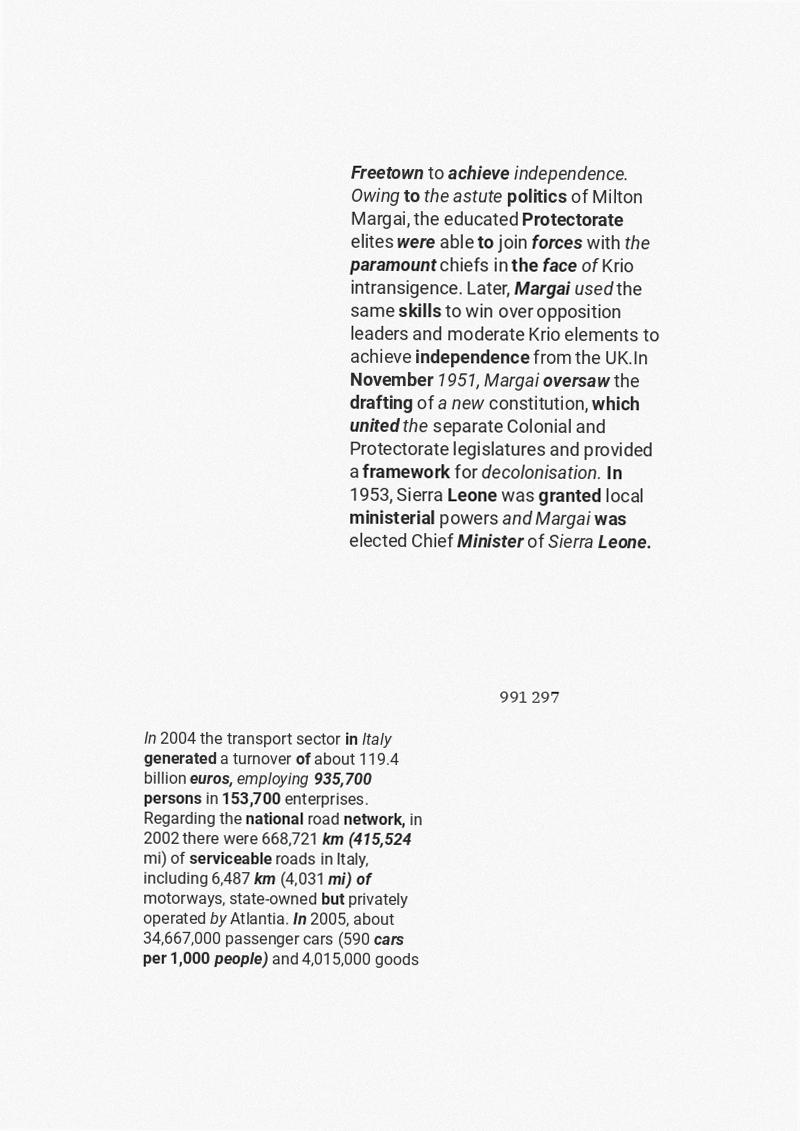 Freetown to achieve independence.
Owing to the astute politics of Milton
Margai, the educated Protectorate
elites were able to join forces with the
paramount chiefs in the face of Krio
intransigence. Later, Margai used the
same skills to win over opposition
leaders and moderate Krio elements to
achieve independence from the UK.In
November 1951, Margai oversaw the
drafting of a new constitution, which
united the separate Colonial and
Protectorate legislatures and provided
a framework for decolonisation. In
1953, Sierra Leone was granted local
ministerial powers and Margai was
elected Chief Minister of Sierra Leone.
991 297
In 2004 the transport sector in Italy
generated a turnover of about 119.4
billion euros, employing 935,700
persons in 153,700 enterprises.
Regarding the national road network, in
2002 there were 668,721 km (415,524
mi) of serviceable roads in Italy,
including 6,487 km (4,031 mi) of
motorways, state-owned but privately
operated by Atlantia. In 2005, about
34,667,000 passenger cars (590 cars
per 1,000 people) and 4,015,000 goods